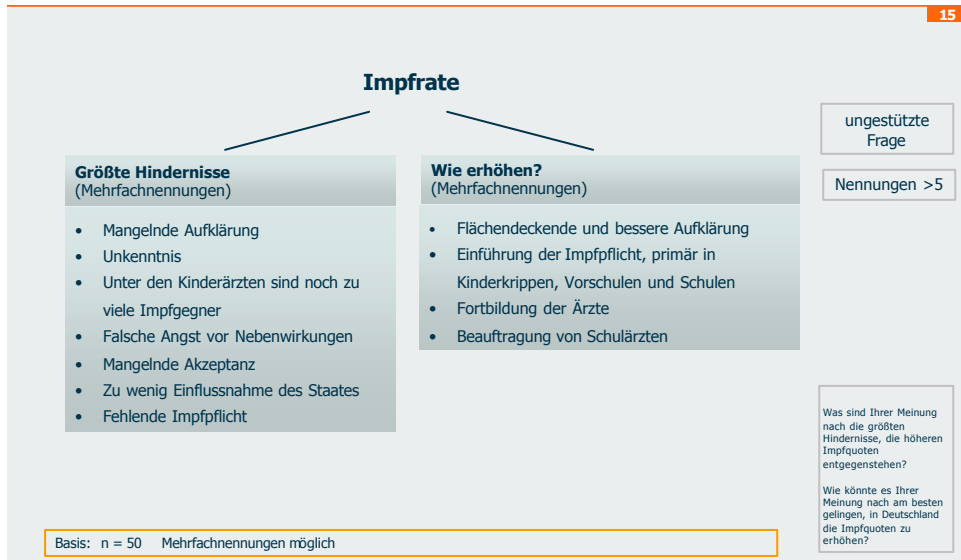 15
Impfrate
ungestützte
Frage
Nennungen >5
Größte Hindernisse
(Mehrfachnennungen)
• Mangelnde Aufklärung
• Unkenntnis
• Unter den Kinderärzten sind noch zu
viele Impfgegner
• Falsche Angst vor Nebenwirkungen
• Mangelnde Akzeptanz
• Zu wenig Einflussnahme des Staates
• Fehlende Impfpflicht
Wie erhöhen?
(Mehrfachnennungen)
• Flächendeckende und bessere Aufklärung
• Einführung der Impfpflicht, primär in
Kinderkrippen, Vorschulen und Schulen
• Fortbildung der Ärzte
• Beauftragung von Schulärzten
Was sind Ihrer Meinung
nach die größten
Hindernisse, die höheren
Impfquoten
entgegenstehen?
Wie könnte es Ihrer
Meinung nach am besten
gelingen, in Deutschland
die Impfquoten zu
erhöhen?
Basis: n = 50 Mehrfachnennungen möglich